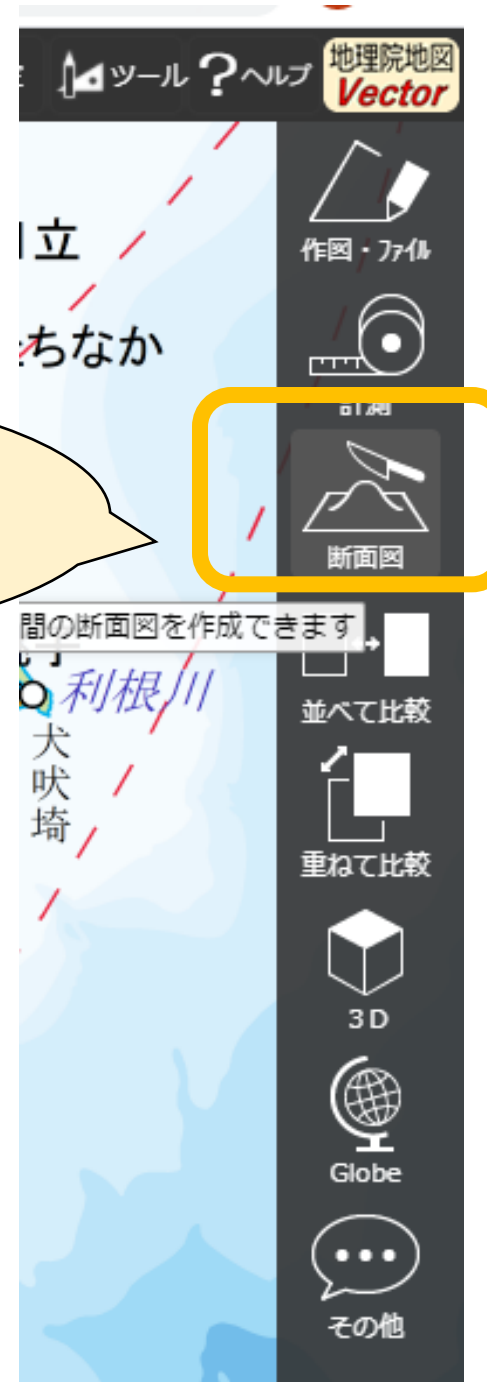 ツール
?ヘルプ
地理院地図
Vector
作図・ファイル
立
ちなか
計測
断面図
間の断面図を作成できます
利根川
犬吠埼
並べて比較
重ねて比較
3D
Globe
その他